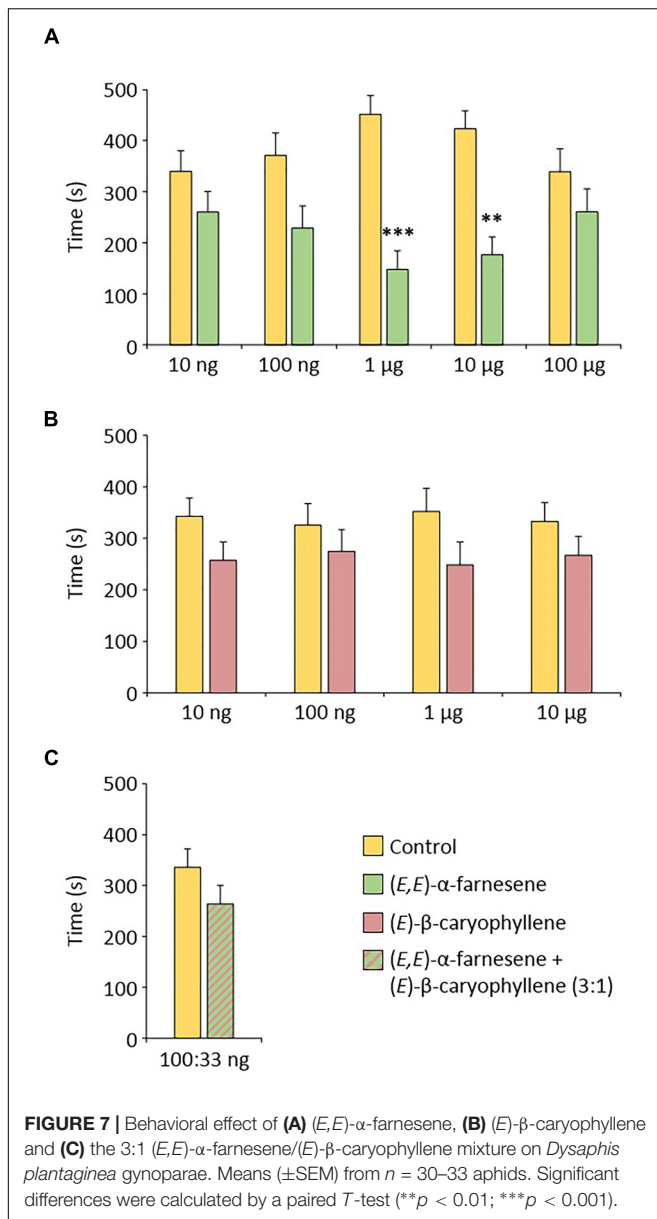 A
500
400
300
200
100
0
Time (s)
***
**
10 ng 100 ng 1 µg 10 µg 100 µg
B
500
400
300
200
100
0
Time (s)
10 ng 100 ng 1 µg 10 µg
C
500
400
300
200
100
0
Time (s)
100:33 ng
Control
(E,E)-α-farnesene
(E)-β-caryophyllene
(E,E)-α-farnesene +
(E)-β-caryophyllene (3:1)
FIGURE 7 | Behavioral effect of (A) (E,E)-α-farnesene, (B) (E)-β-caryophyllene
and (C) the 3:1 (E,E)-α-farnesene/(E)-β-caryophyllene mixture on Dysaphis
plantaginea gynoparae. Means (±SEM) from n = 30–33 aphids. Significant
differences were calculated by a paired T-test (**p < 0.01; ***p < 0.001).